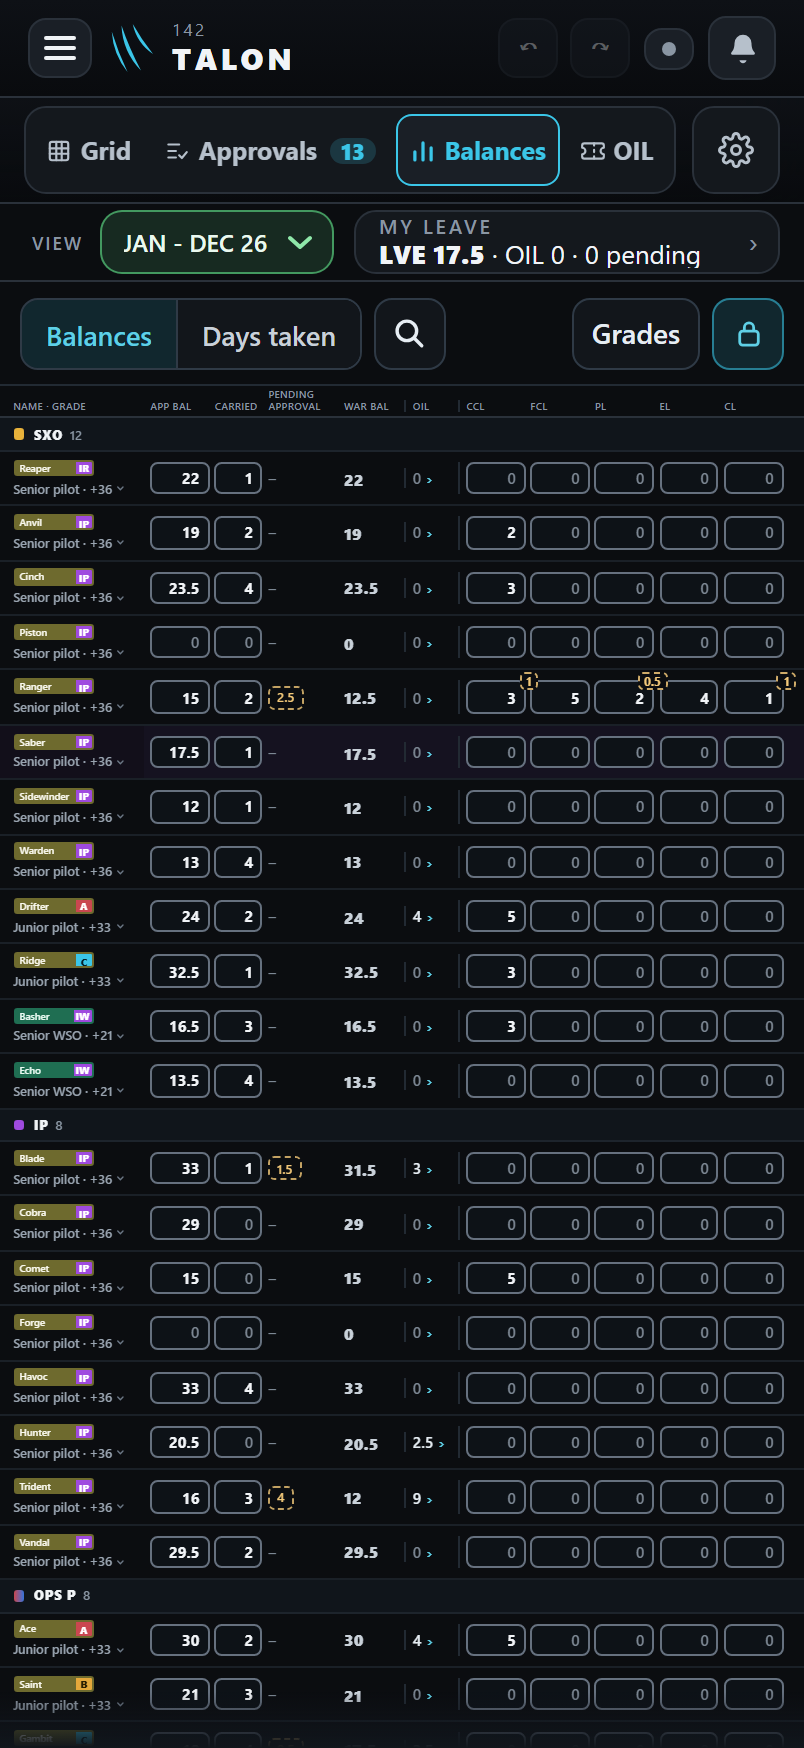 142
TALON
Grid
Approvals 13
Balances
OIL
VIEW
JAN - DEC 26
MY LEAVE
LVE 17.5 · OIL 0 · 0 pending ›
Balances
Days taken
Grades
NAME · GRADE APP BAL CARRIED PENDING APPROVAL WAR BAL OIL CCL FCL PL EL CL
SXO 12
Reaper IR
Senior pilot · +36 22 1 – 22 0 › 0 0 0 0 0
Anvil IP
Senior pilot · +36 19 2 – 19 0 › 2 0 0 0 0
Cinch IP
Senior pilot · +36 23.5 4 – 23.5 0 › 3 0 0 0 0
Piston IP
Senior pilot · +36 0 0 – 0 0 › 0 0 0 0 0
Ranger IP 1 0.5 1
Senior pilot · +36 15 2 2.5 12.5 0 › 3 5 2 4 1
Saber IP
Senior pilot · +36 17.5 1 – 17.5 0 › 0 0 0 0 0
Sidewinder IP
Senior pilot · +36 12 1 – 12 0 › 0 0 0 0 0
Warden IP
Senior pilot · +36 13 4 – 13 0 › 0 0 0 0 0
Drifter A
Junior pilot · +33 24 2 – 24 4 › 5 0 0 0 0
Ridge C
Junior pilot · +33 32.5 1 – 32.5 0 › 3 0 0 0 0
Basher IW
Senior WSO · +21 16.5 3 – 16.5 0 › 3 0 0 0 0
Echo IW
Senior WSO · +21 13.5 4 – 13.5 0 › 0 0 0 0 0
IP 8
Blade IP
Senior pilot · +36 33 1 1.5 31.5 3 › 0 0 0 0 0
Cobra IP
Senior pilot · +36 29 0 – 29 0 › 0 0 0 0 0
Comet IP
Senior pilot · +36 15 0 – 15 0 › 5 0 0 0 0
Forge IP
Senior pilot · +36 0 0 – 0 0 › 0 0 0 0 0
Havoc IP
Senior pilot · +36 33 4 – 33 0 › 0 0 0 0 0
Hunter IP
Senior pilot · +36 20.5 0 – 20.5 2.5 › 0 0 0 0 0
Trident IP
Senior pilot · +36 16 3 4 12 9 › 0 0 0 0 0
Vandal IP
Senior pilot · +36 29.5 2 – 29.5 0 › 0 0 0 0 0
OPS P 8
Ace A
Junior pilot · +33 30 2 – 30 4 › 5 0 0 0 0
Saint B
Junior pilot · +33 21 3 – 21 0 › 0 0 0 0 0
Gambit C